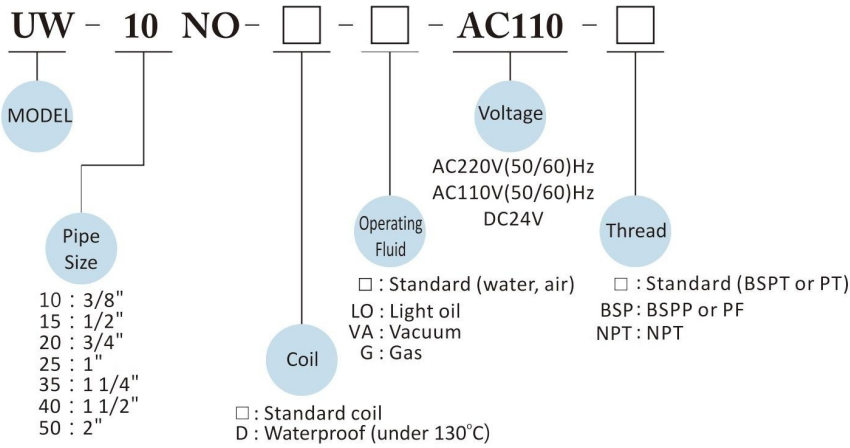 UW - 10 NO - □ - □ - AC110 - □
MODEL
Pipe
Size
10 : 3/8"
15 : 1/2"
20 : 3/4"
25 : 1"
35 : 1 1/4"
40 : 1 1/2"
50 : 2"
Coil
□ : Standard coil
D : Waterproof (under 130°C)
Operating
Fluid
□ : Standard (water, air)
LO : Light oil
VA : Vacuum
G : Gas
Voltage
AC220V(50/60)Hz
AC110V(50/60)Hz
DC24V
Thread
□ : Standard (BSPT or PT)
BSP : BSPP or PF
NPT : NPT